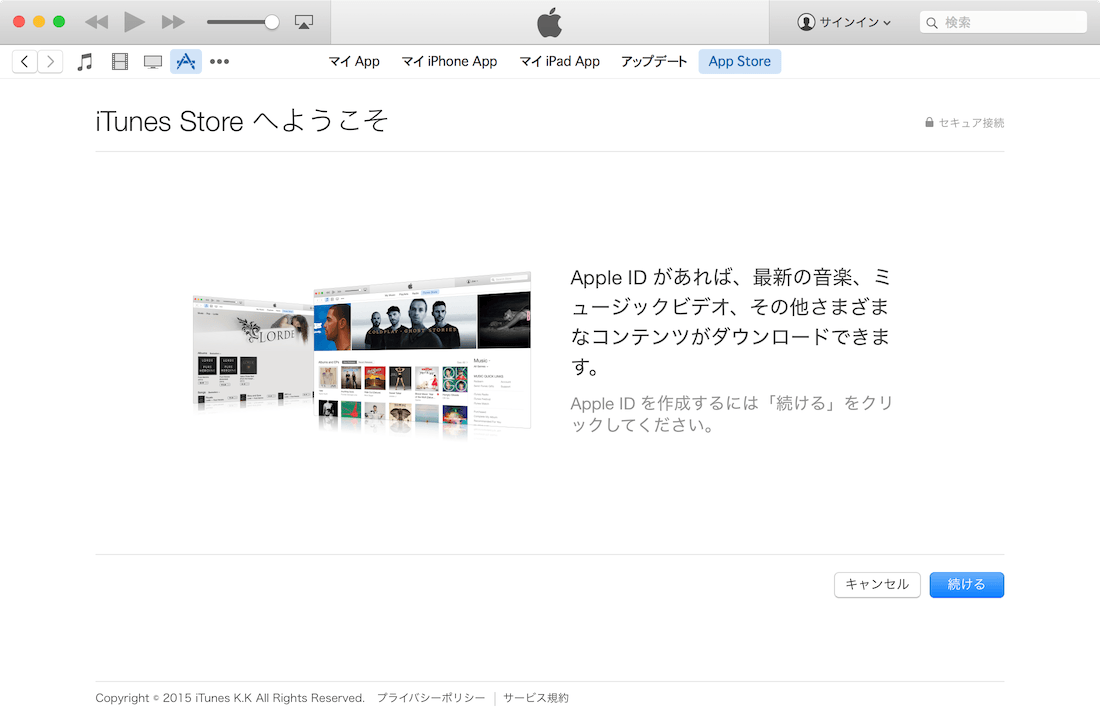 サインイン
検索
マイ App マイ iPhone App マイ iPad App アップデート App Store
iTunes Store へようこそ
セキュア接続
LORDE
COLDPLAY · GHOST STORIES
Apple ID があれば、最新の音楽、ミ
ュージックビデオ、その他さまざま
なコンテンツがダウンロードできま
す。
Apple ID を作成するには「続ける」をクリ
ックしてください。
キャンセル 続ける
Copyright © 2015 iTunes K.K All Rights Reserved. プライバシーポリシー | サービス規約